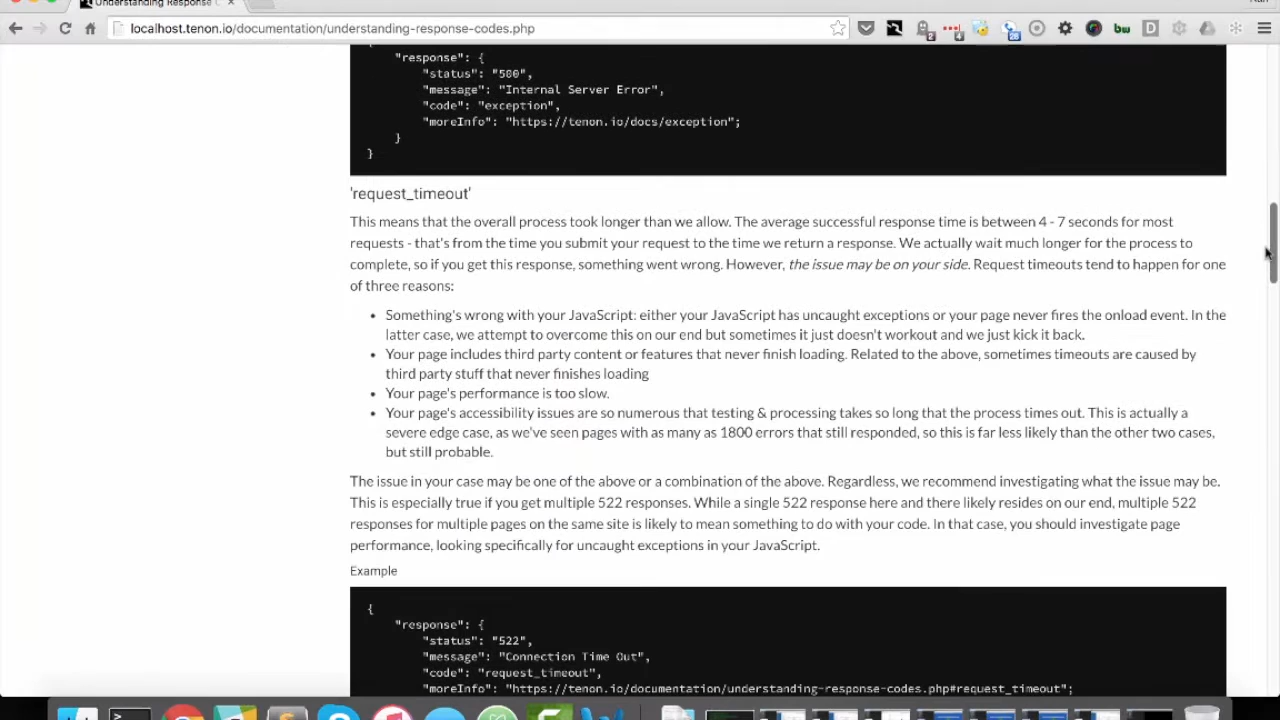 Understanding Response
localhost.tenon.io/documentation/understanding-response-codes.php
2
4
28
bw
D
{
"response": {
"status": "500",
"message": "Internal Server Error",
"code": "exception",
"moreInfo": "https://tenon.io/docs/exception";
}
}
'request_timeout'
This means that the overall process took longer than we allow. The average successful response time is between 4 - 7 seconds for most
requests - that's from the time you submit your request to the time we return a response. We actually wait much longer for the process to
complete, so if you get this response, something went wrong. However, the issue may be on your side. Request timeouts tend to happen for one
of three reasons:
• Something's wrong with your JavaScript: either your JavaScript has uncaught exceptions or your page never fires the onload event. In the
latter case, we attempt to overcome this on our end but sometimes it just doesn't workout and we just kick it back.
• Your page includes third party content or features that never finish loading. Related to the above, sometimes timeouts are caused by
third party stuff that never finishes loading
• Your page's performance is too slow.
• Your page's accessibility issues are so numerous that testing & processing takes so long that the process times out. This is actually a
severe edge case, as we've seen pages with as many as 1800 errors that still responded, so this is far less likely than the other two cases,
but still probable.
The issue in your case may be one of the above or a combination of the above. Regardless, we recommend investigating what the issue may be.
This is especially true if you get multiple 522 responses. While a single 522 response here and there likely resides on our end, multiple 522
responses for multiple pages on the same site is likely to mean something to do with your code. In that case, you should investigate page
performance, looking specifically for uncaught exceptions in your JavaScript.
Example
{
"response": {
"status": "522",
"message": "Connection Time Out",
"code": "request_timeout",
"moreInfo": "https://tenon.io/documentation/understanding-response-codes.php#request_timeout";